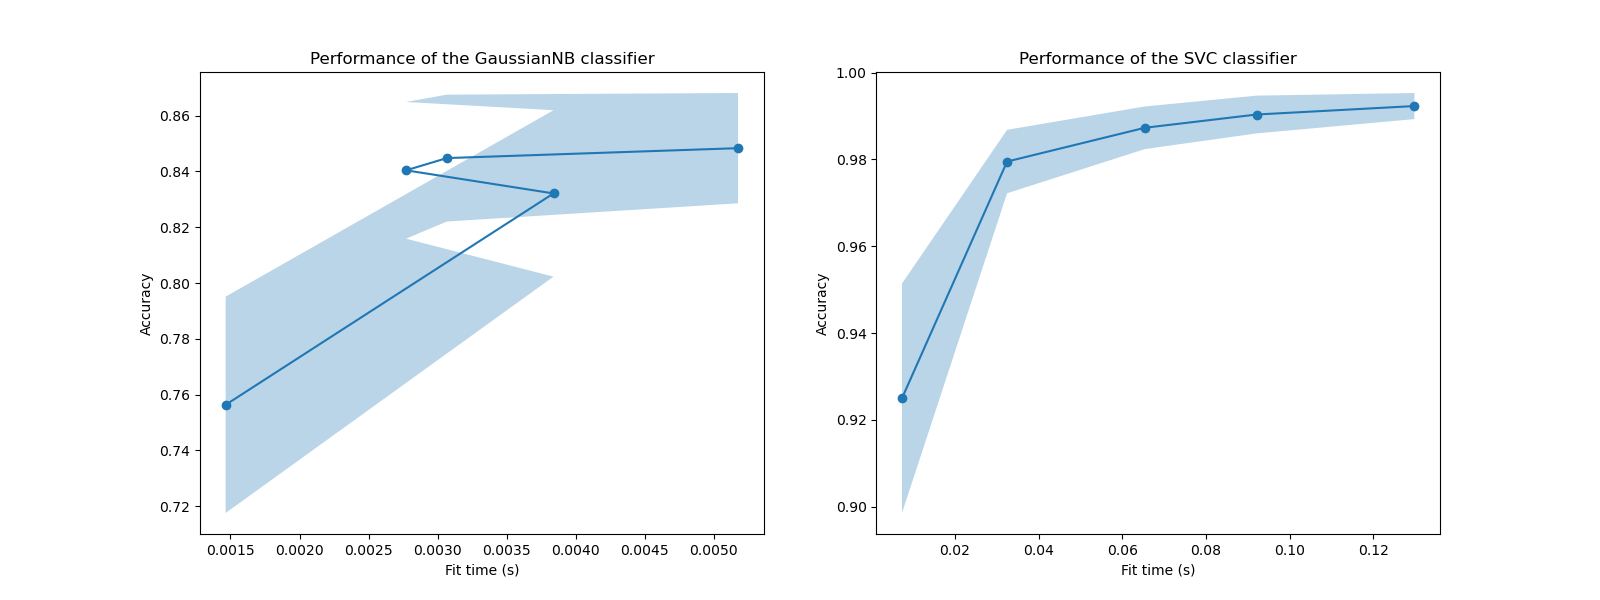 Performance of the GaussianNB classifier
Accuracy
0.86
0.84
0.82
0.80
0.78
0.76
0.74
0.72
0.0015 0.0020 0.0025 0.0030 0.0035 0.0040 0.0045 0.0050
Fit time (s)
Performance of the SVC classifier
Accuracy
1.00
0.98
0.96
0.94
0.92
0.90
0.02 0.04 0.06 0.08 0.10 0.12
Fit time (s)